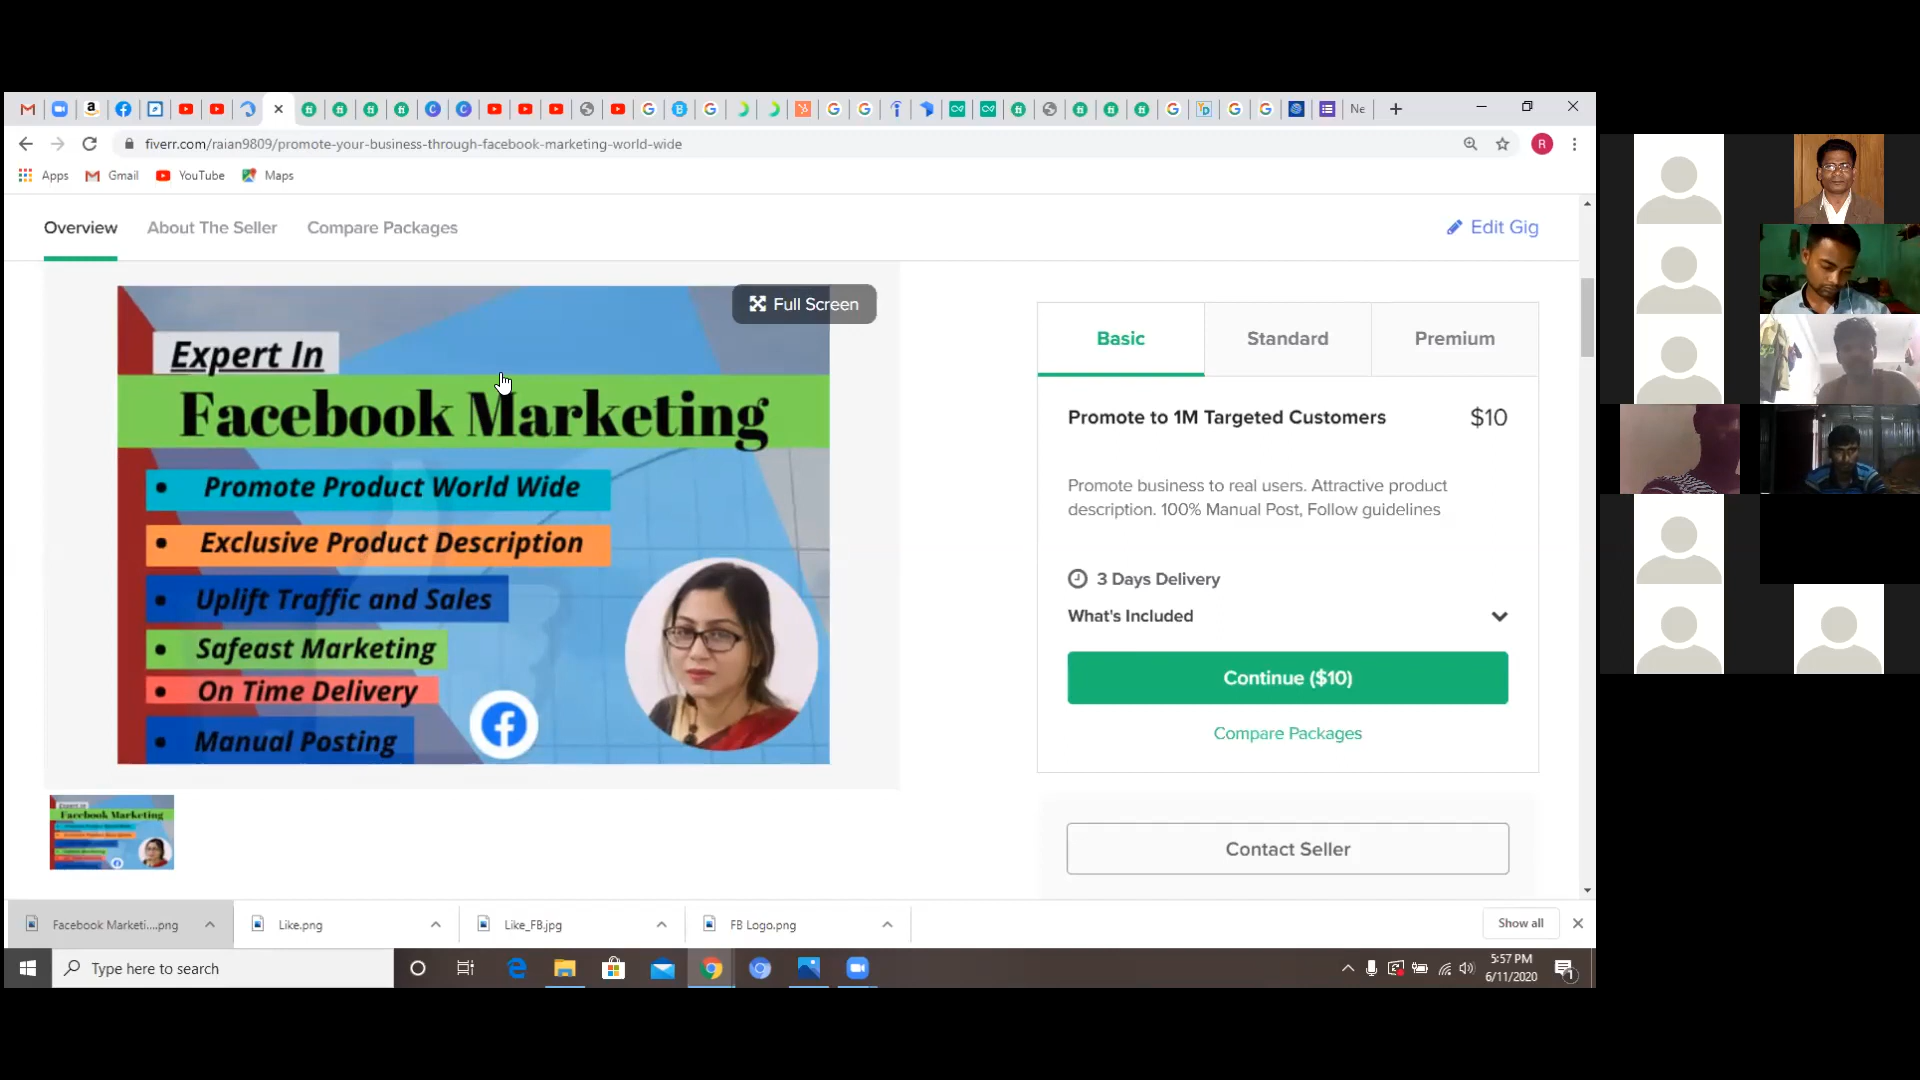 Ne
fiverr.com/raian9809/promote-your-business-through-facebook-marketing-world-wide
R
Apps
Gmail
YouTube
Maps
Overview
About The Seller
Compare Packages
Edit Gig
Full Screen
Expert In
Facebook Marketing
• Promote Product World Wide
• Exclusive Product Description
• Uplift Traffic and Sales
• Safeast Marketing
• On Time Delivery
• Manual Posting
Basic
Standard
Premium
Promote to 1M Targeted Customers
$10
Promote business to real users. Attractive product
description. 100% Manual Post, Follow guidelines
3 Days Delivery
What's Included
Continue ($10)
Compare Packages
Contact Seller
Facebook Marketi....png
Like.png
Like_FB.jpg
FB Logo.png
Show all
Type here to search
5:57 PM
6/11/2020
1